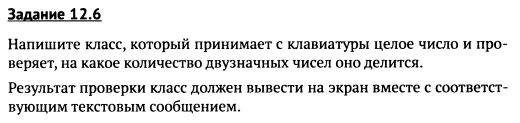 Задание 12.6
Напишите класс, который принимает с клавиатуры целое число и про-
веряет, на какое количество двузначных чисел оно делится.
Результат проверки класс должен вывести на экран вместе с соответст-
вующим текстовым сообщением.